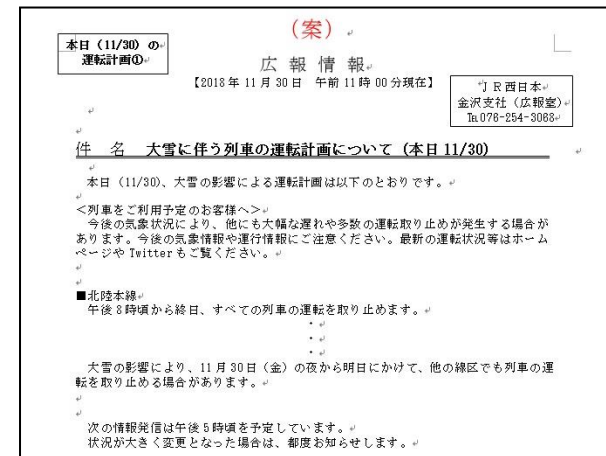 （案）
本日（11/30）の
運転計画①
広報情報
【2018年11月30日 午前11時00分現在】
ＪＲ西日本
金沢支社（広報室）
℡076-254-3068
件 名 大雪に伴う列車の運転計画について（本日11/30）
本日（11/30）、大雪の影響による運転計画は以下のとおりです。
＜列車をご利用予定のお客様へ＞
今後の気象状況により、他にも大幅な遅れや多数の運転取り止めが発生する場合が
あります。今後の気象情報や運行情報にご注意ください。最新の運転状況等はホーム
ページや Twitter もご覧ください。
■北陸本線
午後8時頃から終日、すべての列車の運転を取り止めます。
・
・
・
大雪の影響により、11月30日（金）の夜から明日にかけて、他の線区でも列車の運
転を取り止める場合があります。
次の情報発信は午後5時頃を予定しています。
状況が大きく変更となった場合は、都度お知らせします。